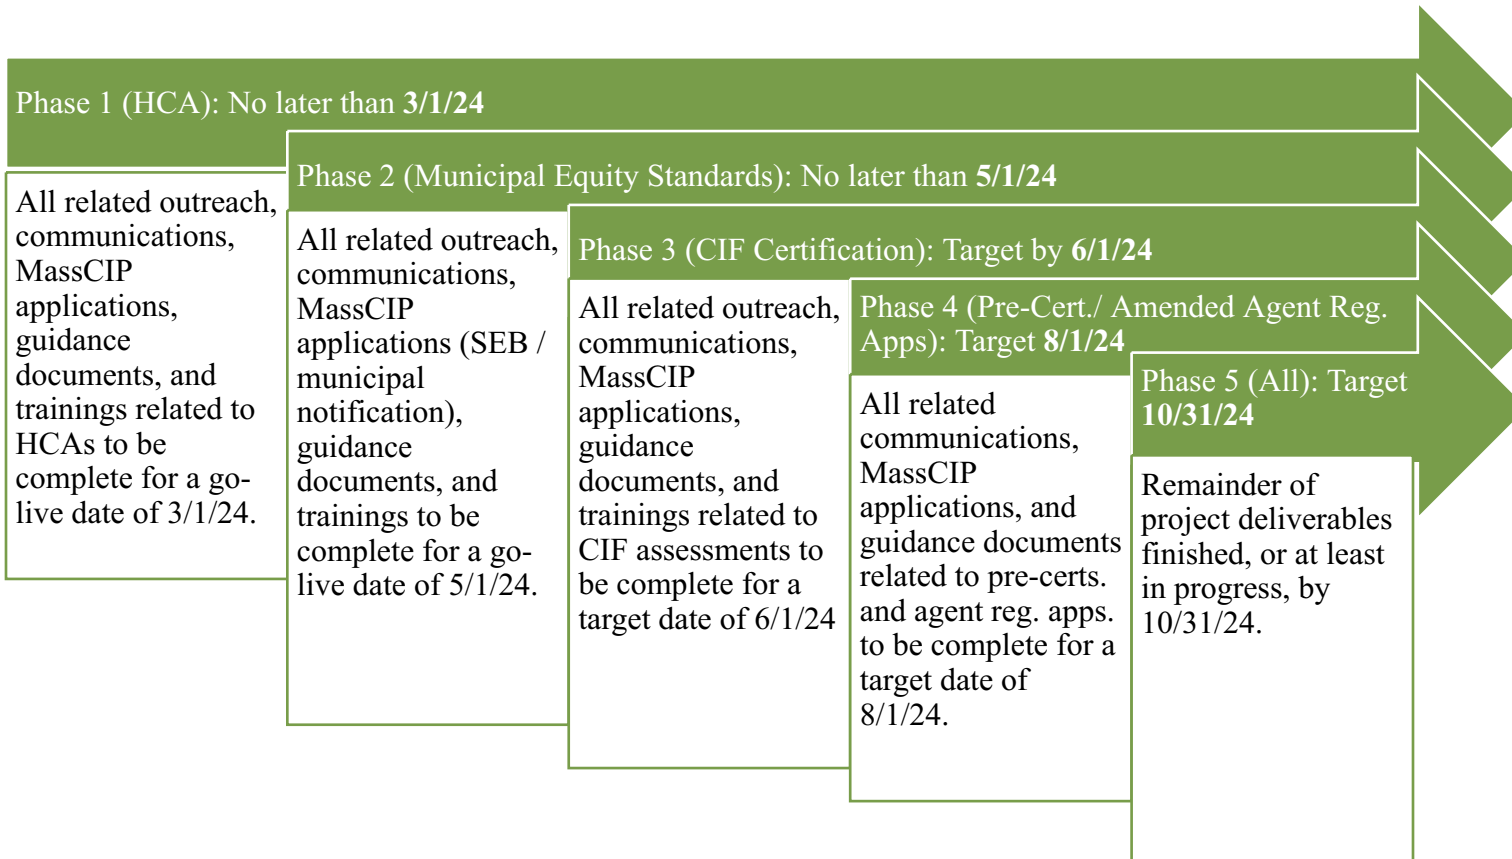 Phase 1 (HCA): No later than 3/1/24
All related outreach,
communications,
MassCIP
applications,
guidance
documents, and
trainings related to
HCAs to be
complete for a go-
live date of 3/1/24.
Phase 2 (Municipal Equity Standards): No later than 5/1/24
All related outreach,
communications,
MassCIP
applications (SEB /
municipal
notification),
guidance
documents, and
trainings to be
complete for a go-
live date of 5/1/24.
Phase 3 (CIF Certification): Target by 6/1/24
All related outreach,
communications,
MassCIP
applications,
guidance
documents, and
trainings related to
CIF assessments to
be complete for a
target date of 6/1/24
Phase 4 (Pre-Cert./ Amended Agent Reg.
Apps): Target 8/1/24
All related
communications,
MassCIP
applications, and
guidance documents
related to pre-certs.
and agent reg. apps.
to be complete for a
target date of
8/1/24.
Phase 5 (All): Target
10/31/24
Remainder of
project deliverables
finished, or at least
in progress, by
10/31/24.